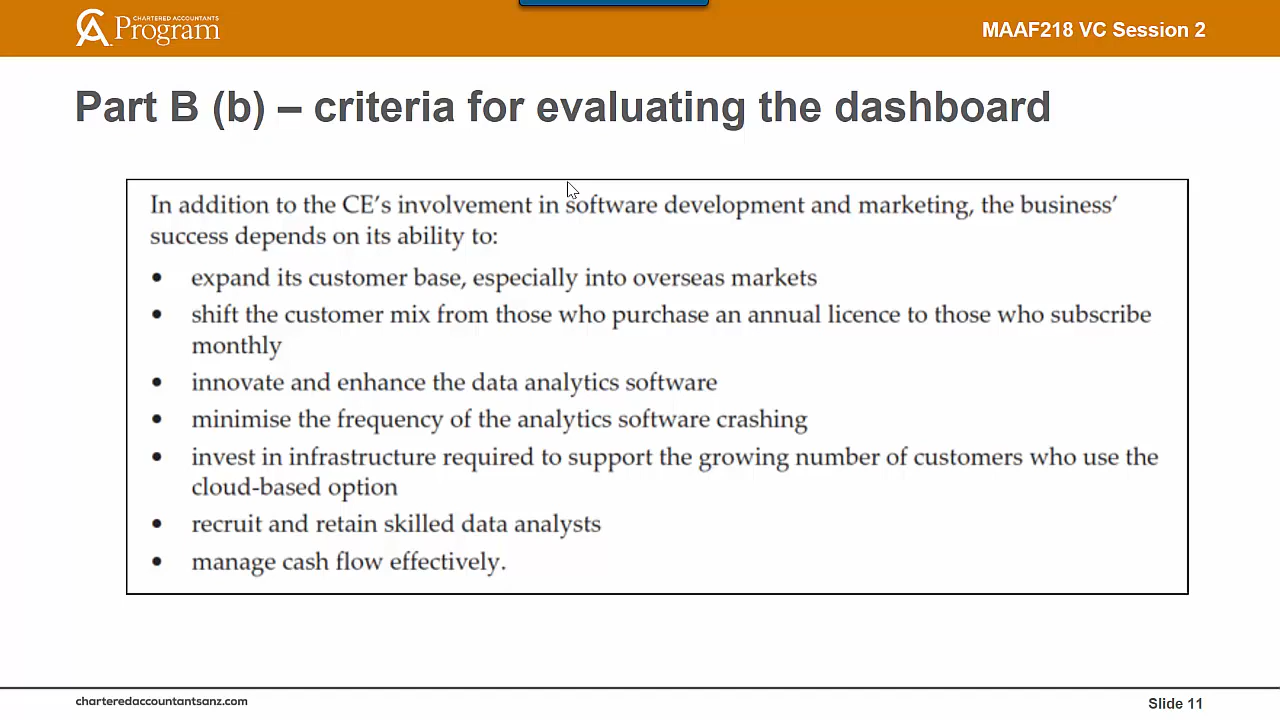 CHARTERED ACCOUNTANTS
CA Program
MAAF218 VC Session 2
Part B (b) – criteria for evaluating the dashboard
In addition to the CE’s involvement in software development and marketing, the business’
success depends on its ability to:
• expand its customer base, especially into overseas markets
• shift the customer mix from those who purchase an annual licence to those who subscribe
monthly
• innovate and enhance the data analytics software
• minimise the frequency of the analytics software crashing
• invest in infrastructure required to support the growing number of customers who use the
cloud-based option
• recruit and retain skilled data analysts
• manage cash flow effectively.
charteredaccountantsanz.com
Slide 11